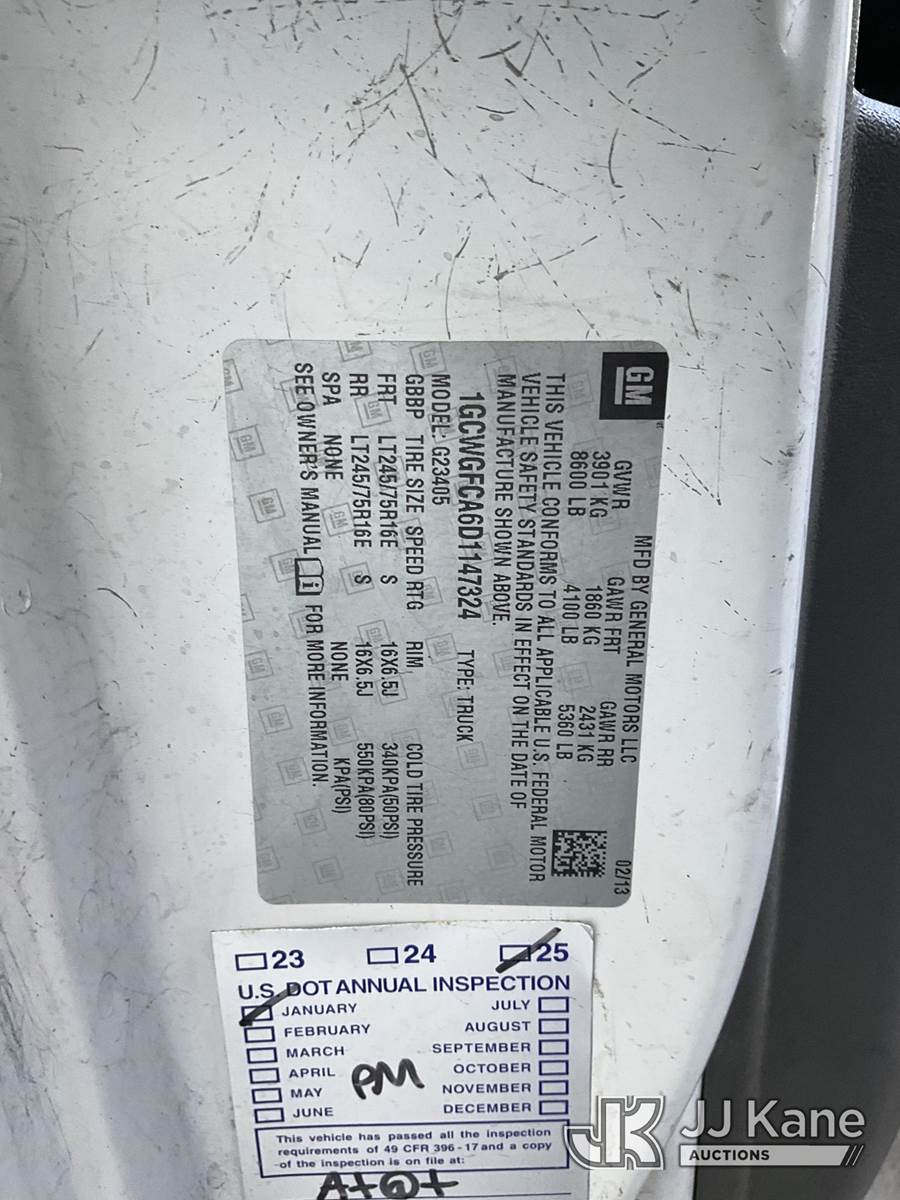 GM
MFD BY GENERAL MOTORS LLC 02/13
GVWR GAWR FRT GAWR RR
3901 KG 1860 KG 2431 KG
8600 LB 4100 LB 5360 LB
THIS VEHICLE CONFORMS TO ALL APPLICABLE U.S. FEDERAL MOTOR
VEHICLE SAFETY STANDARDS IN EFFECT ON THE DATE OF
MANUFACTURE SHOWN ABOVE.
1GCWGFCA6D1147324 TYPE: TRUCK
MODEL: G23405
GBBP TIRE SIZE SPEED RTG RIM COLD TIRE PRESSURE
FRT LT245/75R16E S 16X6.5J 340KPA(50PSI)
RR LT245/75R16E S 16X6.5J 550KPA(80PSI)
SPA NONE NONE KPA(PSI)
SEE OWNER'S MANUAL i FOR MORE INFORMATION.
23 24 25
U.S. DOT ANNUAL INSPECTION
JANUARY JULY
FEBRUARY AUGUST
MARCH SEPTEMBER
APRIL OCTOBER
MAY PM NOVEMBER
JUNE DECEMBER
This vehicle has passed all the inspection
requirements of 49 CFR 396-17 and a copy
of the inspection is on file at:
JJK JJ Kane
AUCTIONS